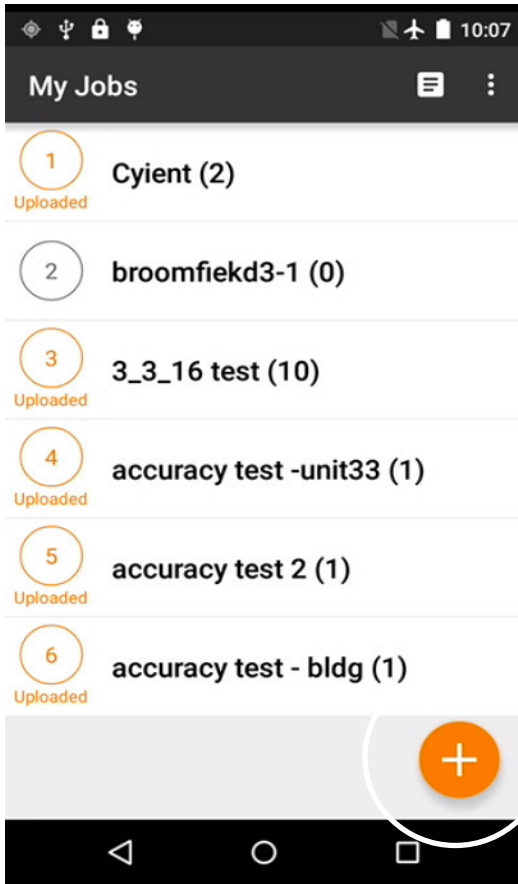 10:07
My Jobs
1
Uploaded
Cyient (2)
2
broomfiekd3-1 (0)
3
Uploaded
3_3_16 test (10)
4
Uploaded
accuracy test -unit33 (1)
5
Uploaded
accuracy test 2 (1)
6
Uploaded
accuracy test - bldg (1)